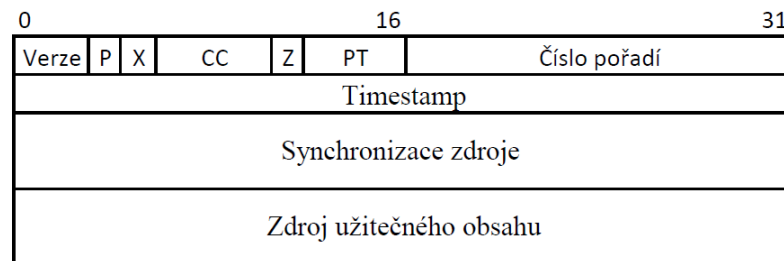 0 16 31
Verze P X CC Z PT Číslo pořadí
Timestamp
Synchronizace zdroje
Zdroj užitečného obsahu